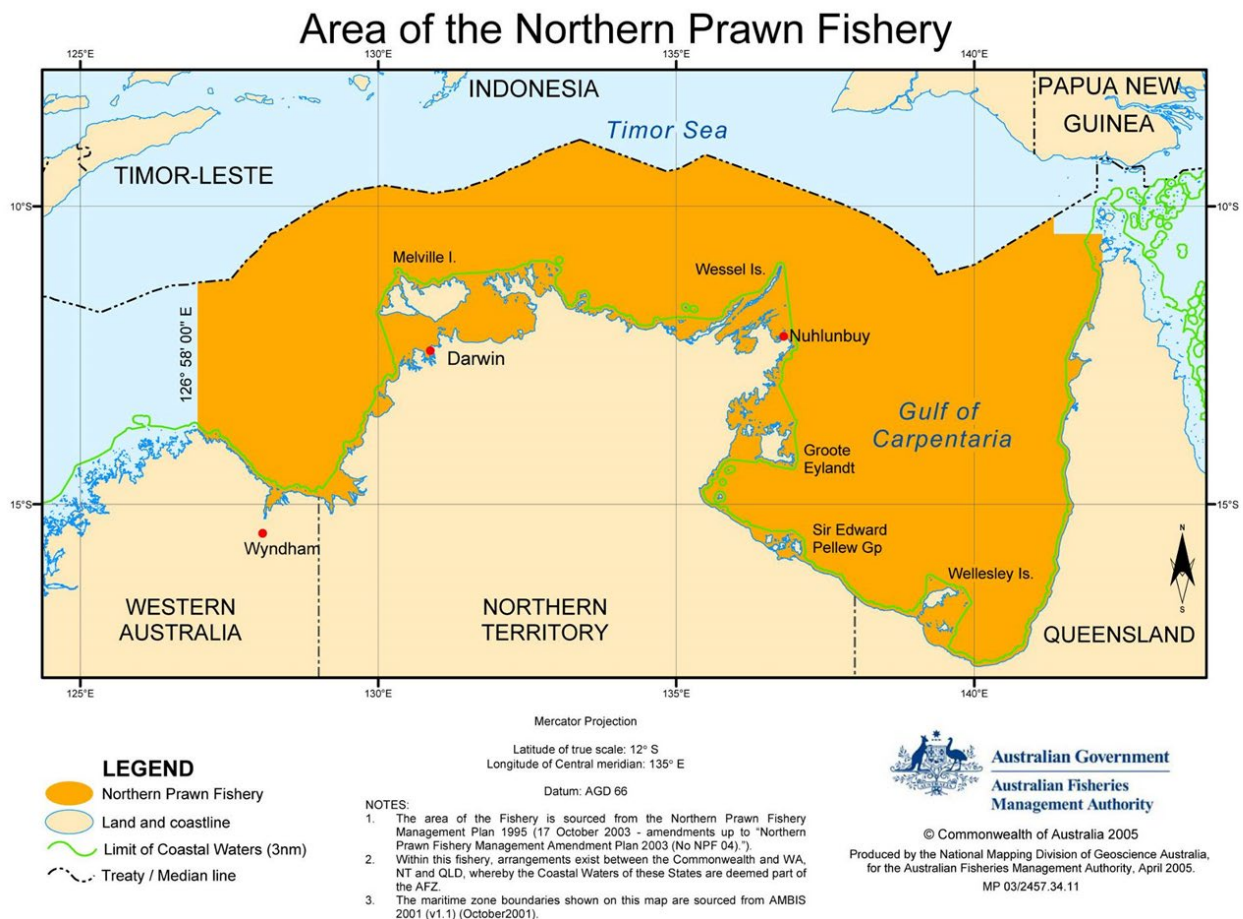 Area of the Northern Prawn Fishery
125°E
130°E
135°E
140°E
INDONESIA
PAPUA NEW
GUINEA
Timor Sea
TIMOR-LESTE
10°S
10°S
Melville I.
Wessel Is.
126° 58' 00" E
Darwin
Nuhlunbuy
Gulf of
Carpentaria
Groote
Eylandt
15°S
15°S
Wyndham
Sir Edward
Pellew Gp
Wellesley Is.
N
S
WESTERN
AUSTRALIA
NORTHERN
TERRITORY
QUEENSLAND
125°E
130°E
135°E
140°E
Mercator Projection
Latitude of true scale: 12° S
Longitude of Central meridian: 135° E
Datum: AGD 66
LEGEND
Northern Prawn Fishery
Land and coastline
Limit of Coastal Waters (3nm)
Treaty / Median line
NOTES:
1. The area of the Fishery is sourced from the Northern Prawn Fishery
Management Plan 1995 (17 October 2003 - amendments up to "Northern
Prawn Fishery Management Amendment Plan 2003 (No NPF 04).").
2. Within this fishery, arrangements exist between the Commonwealth and WA,
NT and QLD, whereby the Coastal Waters of these States are deemed part of
the AFZ.
3. The maritime zone boundaries shown on this map are sourced from AMBIS
2001 (v1.1) (October2001).
Australian Government
Australian Fisheries
Management Authority
© Commonwealth of Australia 2005
Produced by the National Mapping Division of Geoscience Australia,
for the Australian Fisheries Management Authority, April 2005.
MP 03/2457.34.11